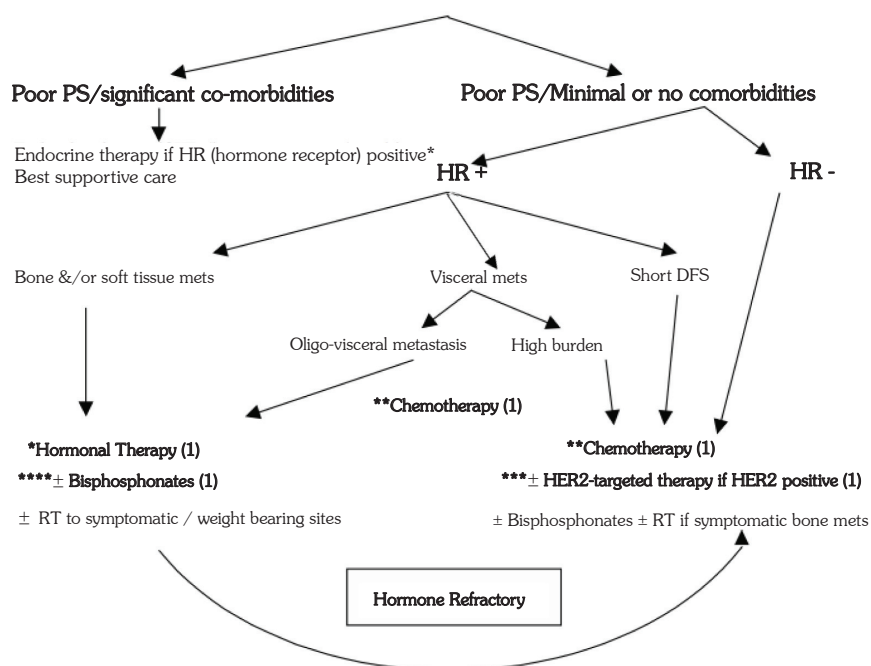 Poor PS/significant co-morbidities
Poor PS/Minimal or no comorbidities
Endocrine therapy if HR (hormone receptor) positive*
Best supportive care
HR +
HR -
Bone &/or soft tissue mets
Visceral mets
Short DFS
Oligo-visceral metastasis
High burden
**Chemotherapy (1)
*Hormonal Therapy (1)
****± Bisphosphonates (1)
± RT to symptomatic / weight bearing sites
**Chemotherapy (1)
***± HER2-targeted therapy if HER2 positive (1)
± Bisphosphonates ± RT if symptomatic bone mets
Hormone Refractory